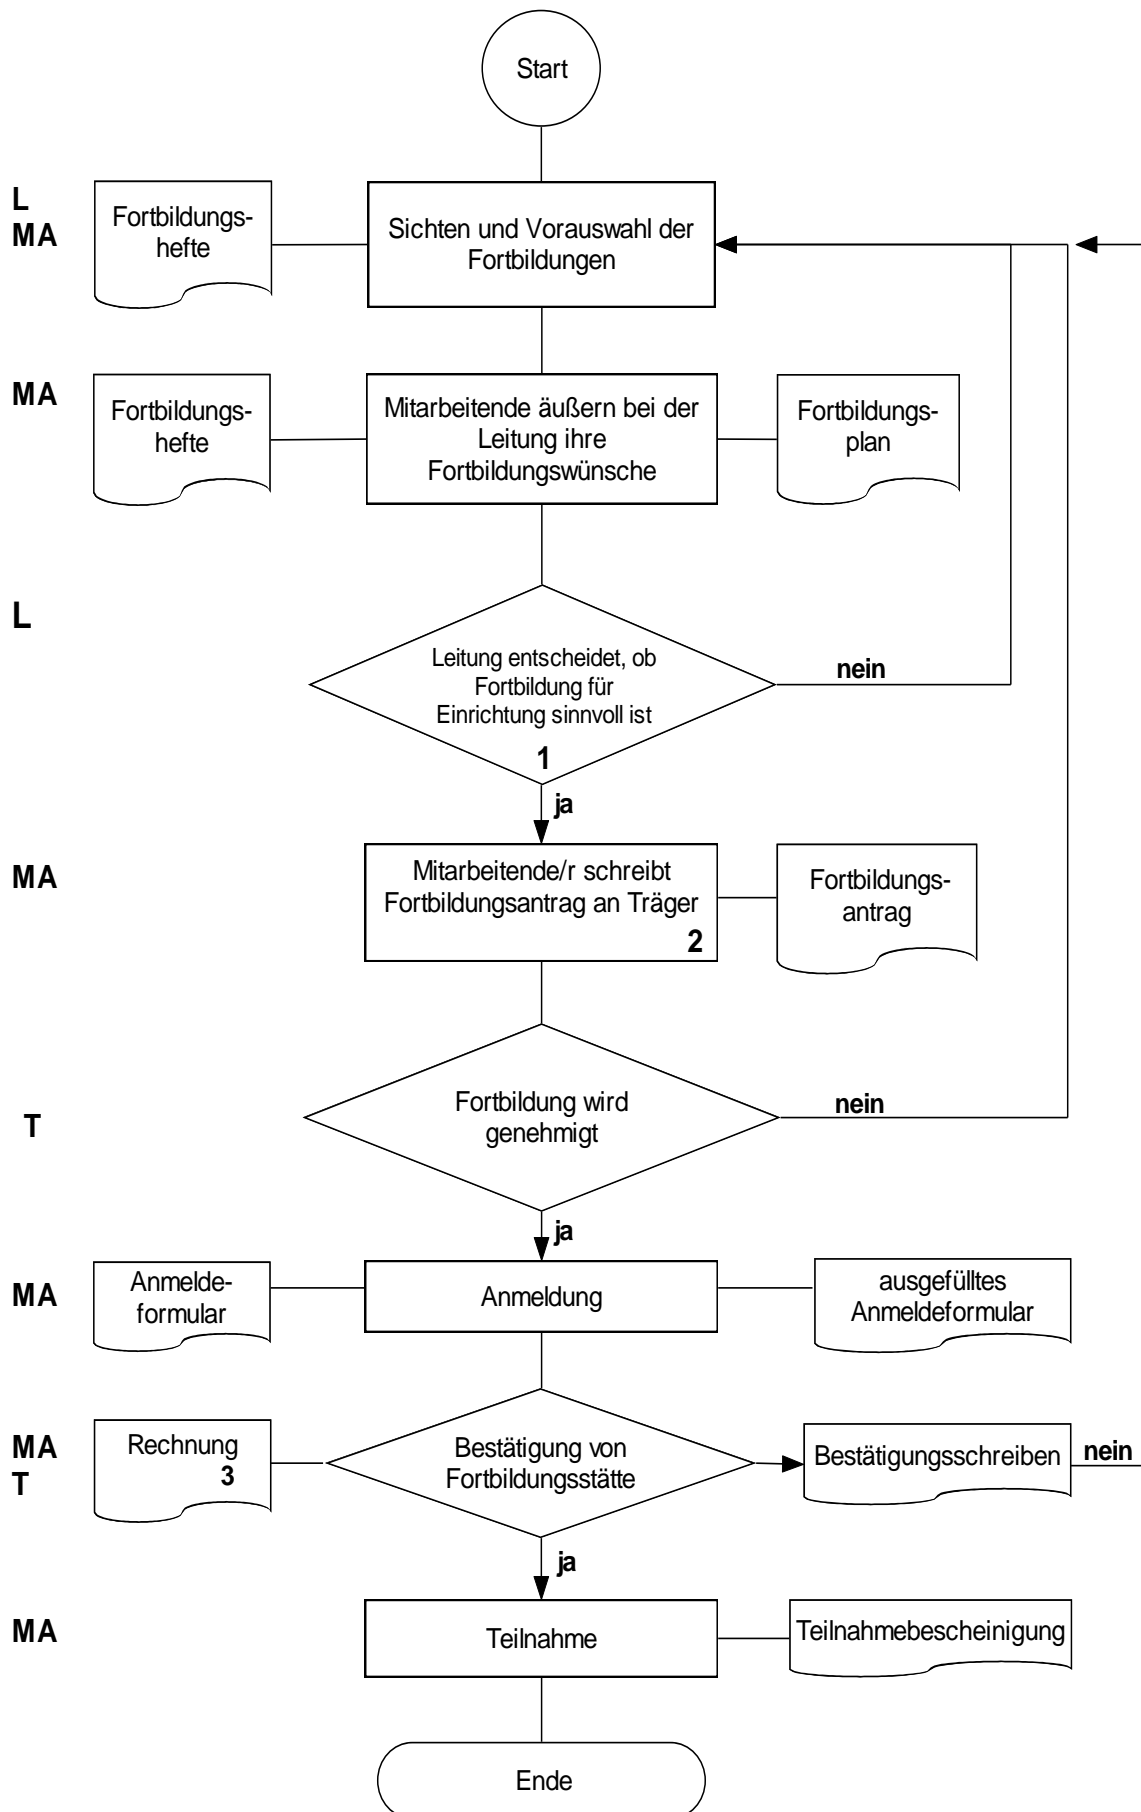 Start
L
MA
Fortbildungs-
hefte
Sichten und Vorauswahl der
Fortbildungen
MA
Fortbildungs-
hefte
Mitarbeitende äußern bei der
Leitung ihre
Fortbildungswünsche
Fortbildungs-
plan
L
Leitung entscheidet, ob
Fortbildung für
Einrichtung sinnvoll ist
1
nein
ja
MA
Mitarbeitende/r schreibt
Fortbildungsantrag an Träger
2
Fortbildungs-
antrag
T
Fortbildung wird
genehmigt
nein
ja
MA
Anmelde-
formular
Anmeldung
ausgefülltes
Anmeldeformular
MA
T
Rechnung
3
Bestätigung von
Fortbildungsstätte
Bestätigungsschreiben
nein
ja
MA
Teilnahme
Teilnahmebescheinigung
Ende